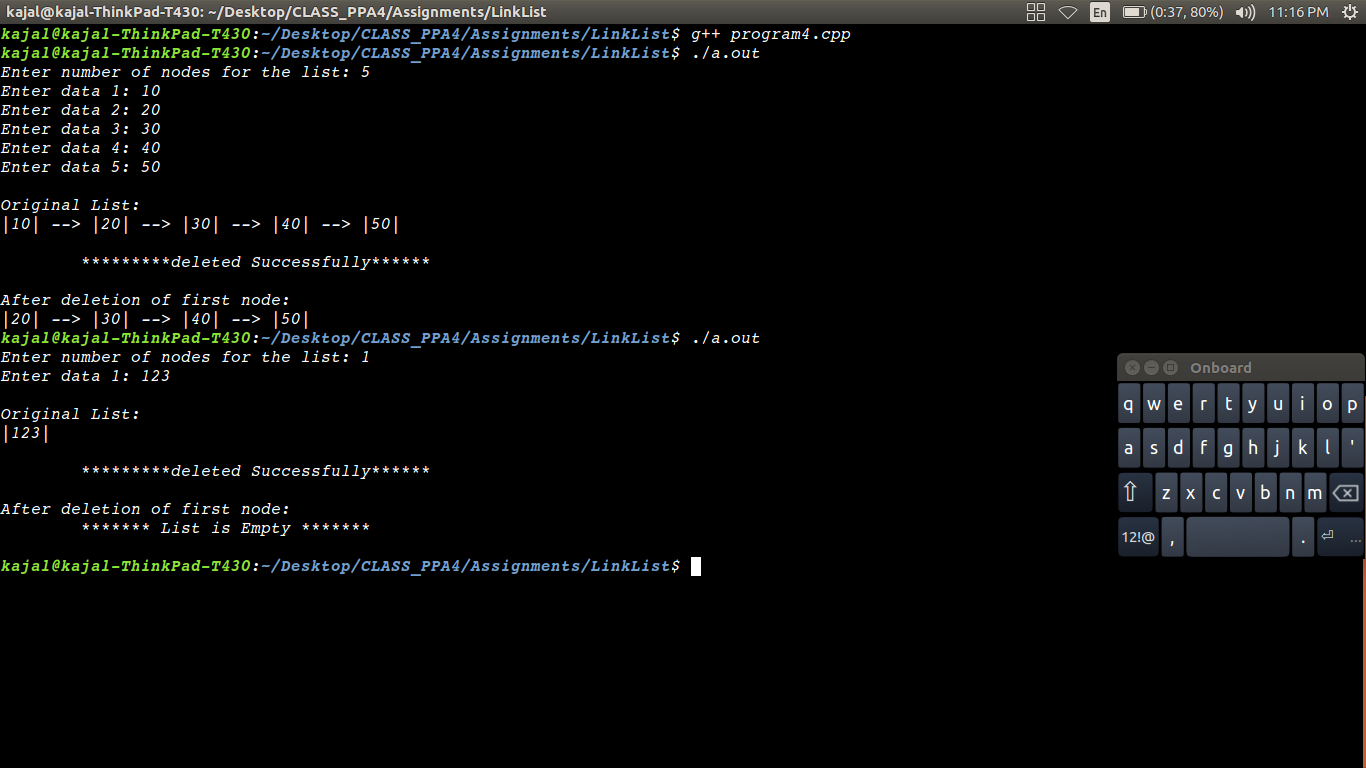 kajal@kajal-ThinkPad-T430: ~/Desktop/CLASS_PPA4/Assignments/LinkList En (0:37, 80%) 11:16 PM
kajal@kajal-ThinkPad-T430:~/Desktop/CLASS_PPA4/Assignments/LinkList$ g++ program4.cpp
kajal@kajal-ThinkPad-T430:~/Desktop/CLASS_PPA4/Assignments/LinkList$ ./a.out
Enter number of nodes for the list: 5
Enter data 1: 10
Enter data 2: 20
Enter data 3: 30
Enter data 4: 40
Enter data 5: 50
Original List:
|10| --> |20| --> |30| --> |40| --> |50|
*********deleted Successfully******
After deletion of first node:
|20| --> |30| --> |40| --> |50|
kajal@kajal-ThinkPad-T430:~/Desktop/CLASS_PPA4/Assignments/LinkList$ ./a.out
Enter number of nodes for the list: 1
Enter data 1: 123
Original List:
|123|
*********deleted Successfully******
After deletion of first node:
******* List is Empty *******
kajal@kajal-ThinkPad-T430:~/Desktop/CLASS_PPA4/Assignments/LinkList$
Onboard
q w e r t y u i o p
a s d f g h j k l '
⇧ z x c v b n m ⌫
12!@ , . ⏎ ...